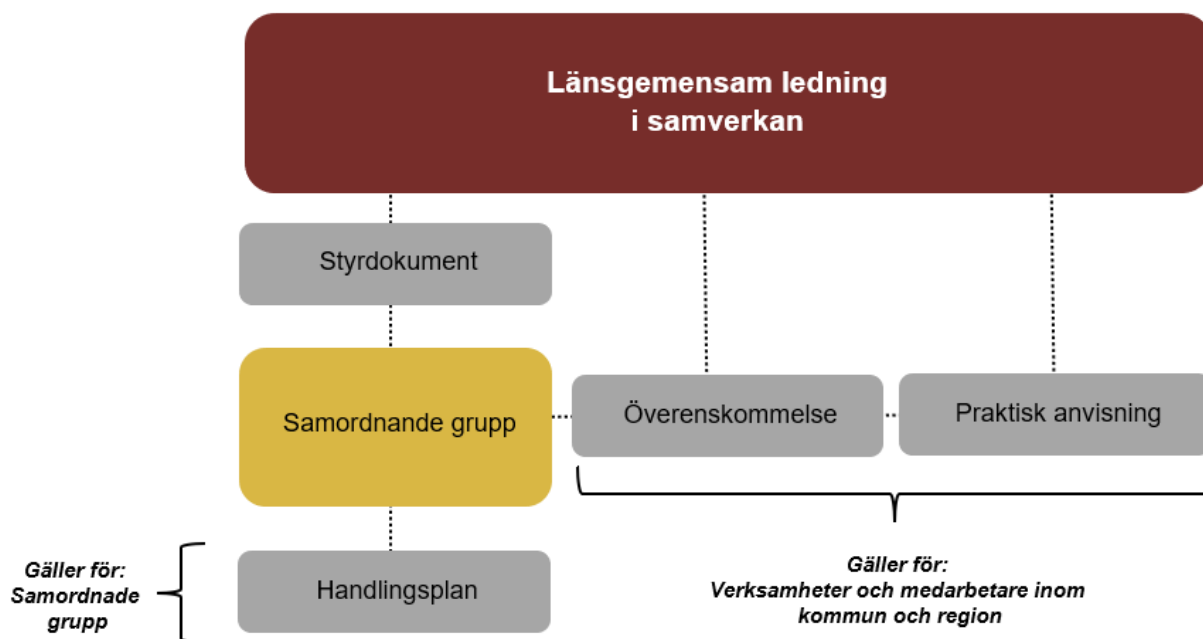 Länsgemensam ledning
i samverkan
Styrdokument
Samordnande grupp
Överenskommelse
Praktisk anvisning
Handlingsplan
Gäller för:
Samordnade
grupp
Gäller för:
Verksamheter och medarbetare inom
kommun och region